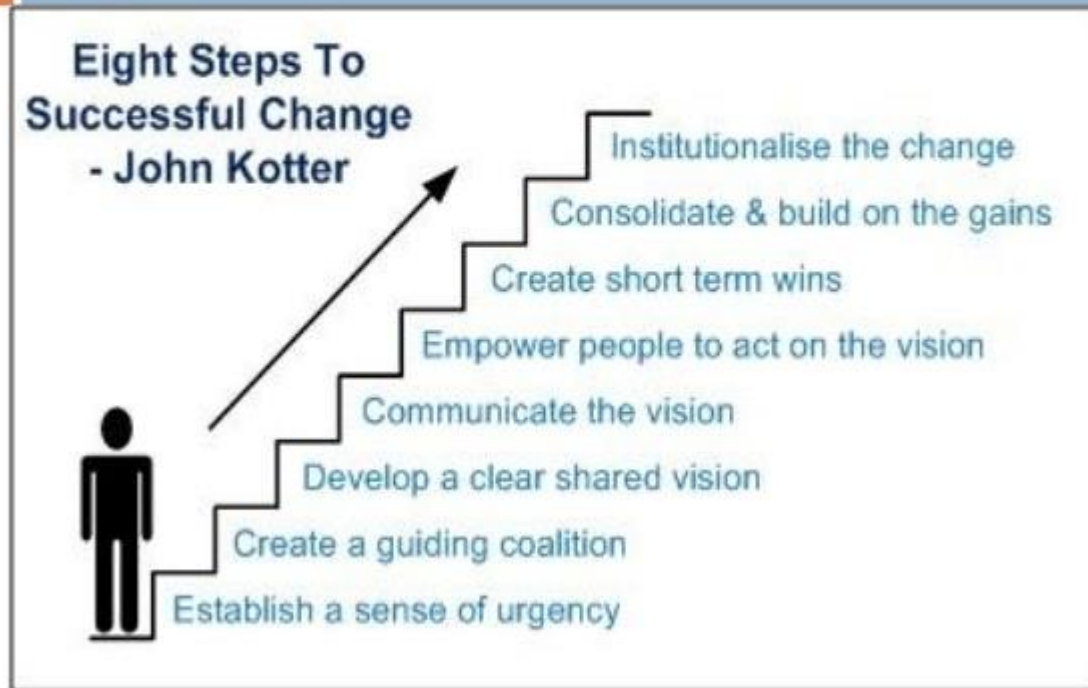 Eight Steps To
Successful Change
- John Kotter
Institutionalise the change
Consolidate & build on the gains
Create short term wins
Empower people to act on the vision
Communicate the vision
Develop a clear shared vision
Create a guiding coalition
Establish a sense of urgency